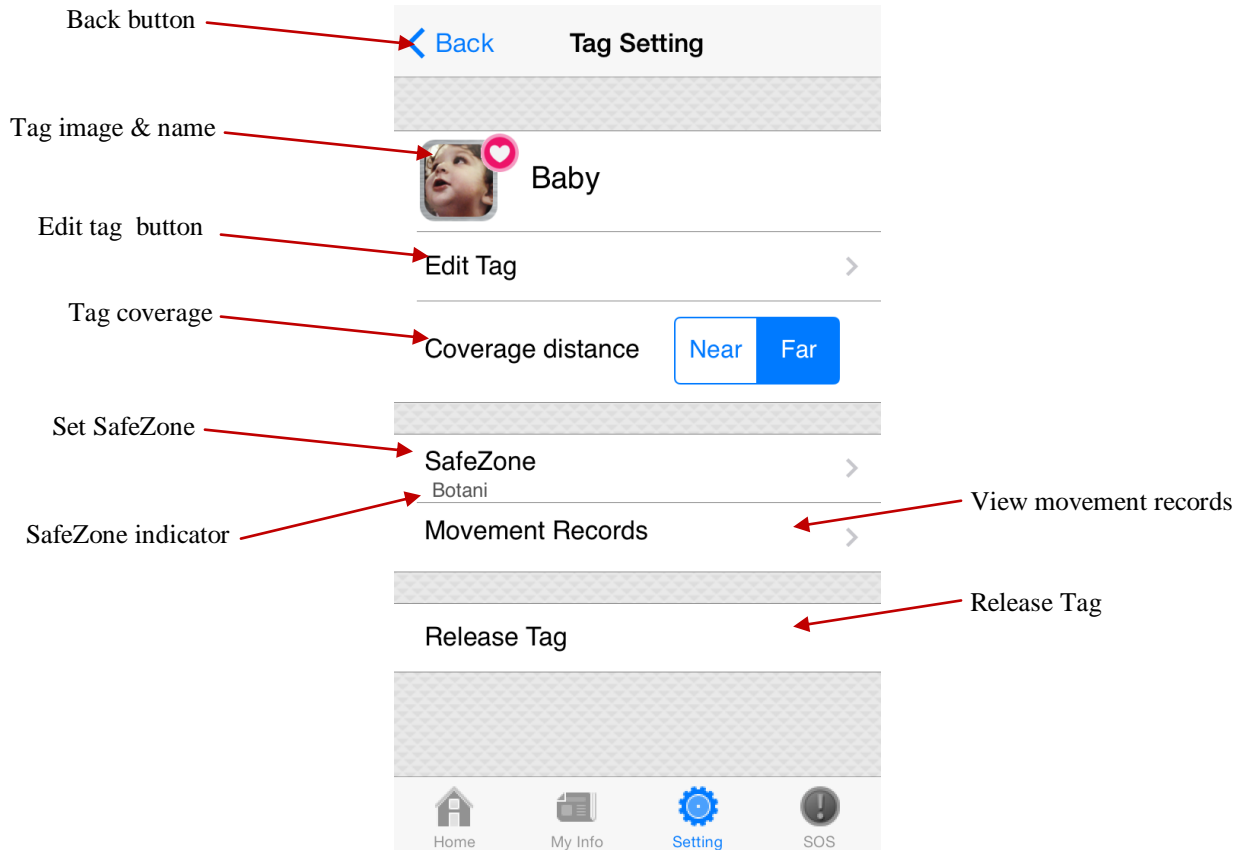 Back button
Back
Tag Setting
Tag image & name
Baby
Edit tag button
Edit Tag
Tag coverage
Coverage distance
Near
Far
Set SafeZone
SafeZone
Botani
SafeZone indicator
View movement records
Movement Records
Release Tag
Release Tag
Home
My Info
Setting
SOS